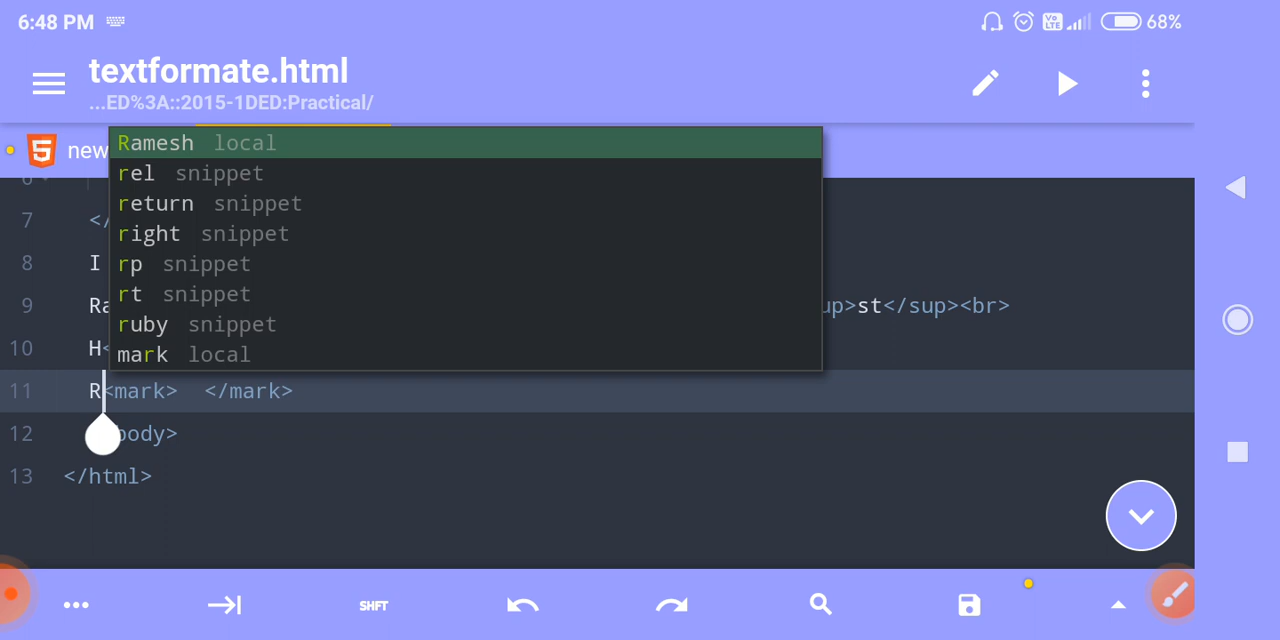 6:48 PM 68%
textformate.html
...ED%3A::2015-1DED:Practical/
new
Ramesh local
rel snippet
return snippet
right snippet
rp snippet
rt snippet
ruby snippet
mark local
7 </
8 I
9 Ra up>st</sup><br>
10 H<
11 R<mark> </mark>
12 body>
13 </html>
SHFT